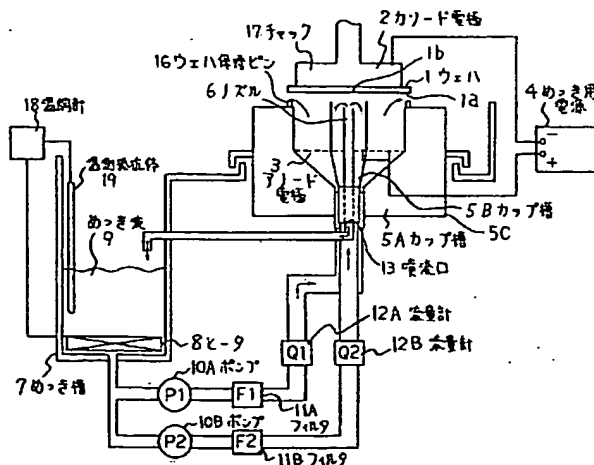 17チャック
2カソード電極
16ウェハ保持ピン
1b
1ウェハ
6ノズル
1a
4めっき用
電源
−
+
18温調計
3
アノード
電極
測温抵抗体
19
めっき液
9
5Bカップ槽
5C
5Aカップ槽
13噴流口
12A流量計
8ヒータ
Q1
Q2
12B流量計
7めっき槽
10Aポンプ
P1
F1
11A
フィルタ
10Bポンプ
P2
F2
11Bフィルタ